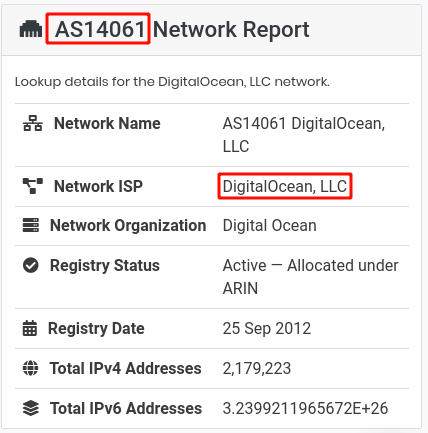 AS14061 Network Report
Lookup details for the DigitalOcean, LLC network.
Network Name AS14061 DigitalOcean,
LLC
Network ISP DigitalOcean, LLC
Network Organization Digital Ocean
Registry Status Active — Allocated under
ARIN
Registry Date 25 Sep 2012
Total IPv4 Addresses 2,179,223
Total IPv6 Addresses 3.2399211965672E+26